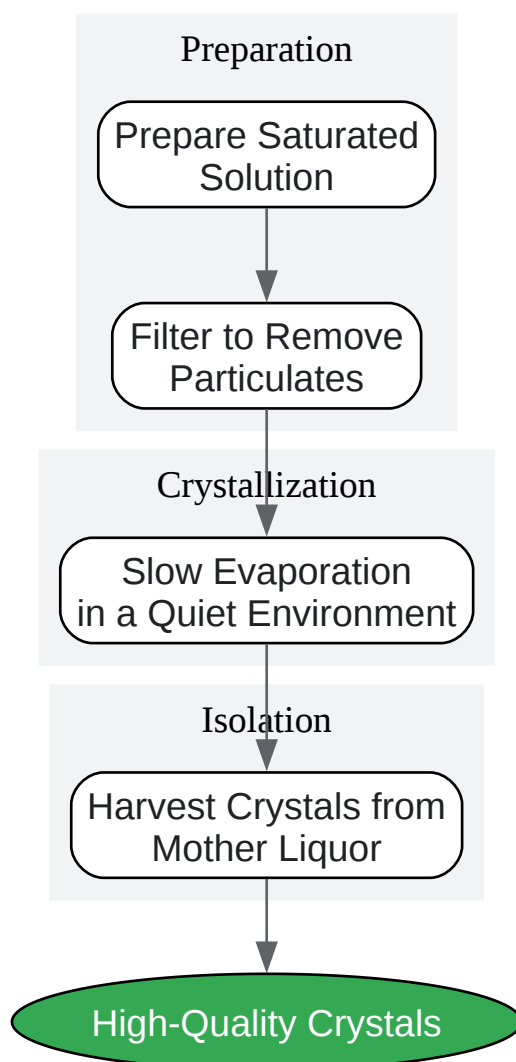 Preparation
Prepare Saturated
Solution
Filter to Remove
Particulates
Crystallization
Slow Evaporation
in a Quiet Environment
Isolation
Harvest Crystals from
Mother Liquor
High-Quality Crystals